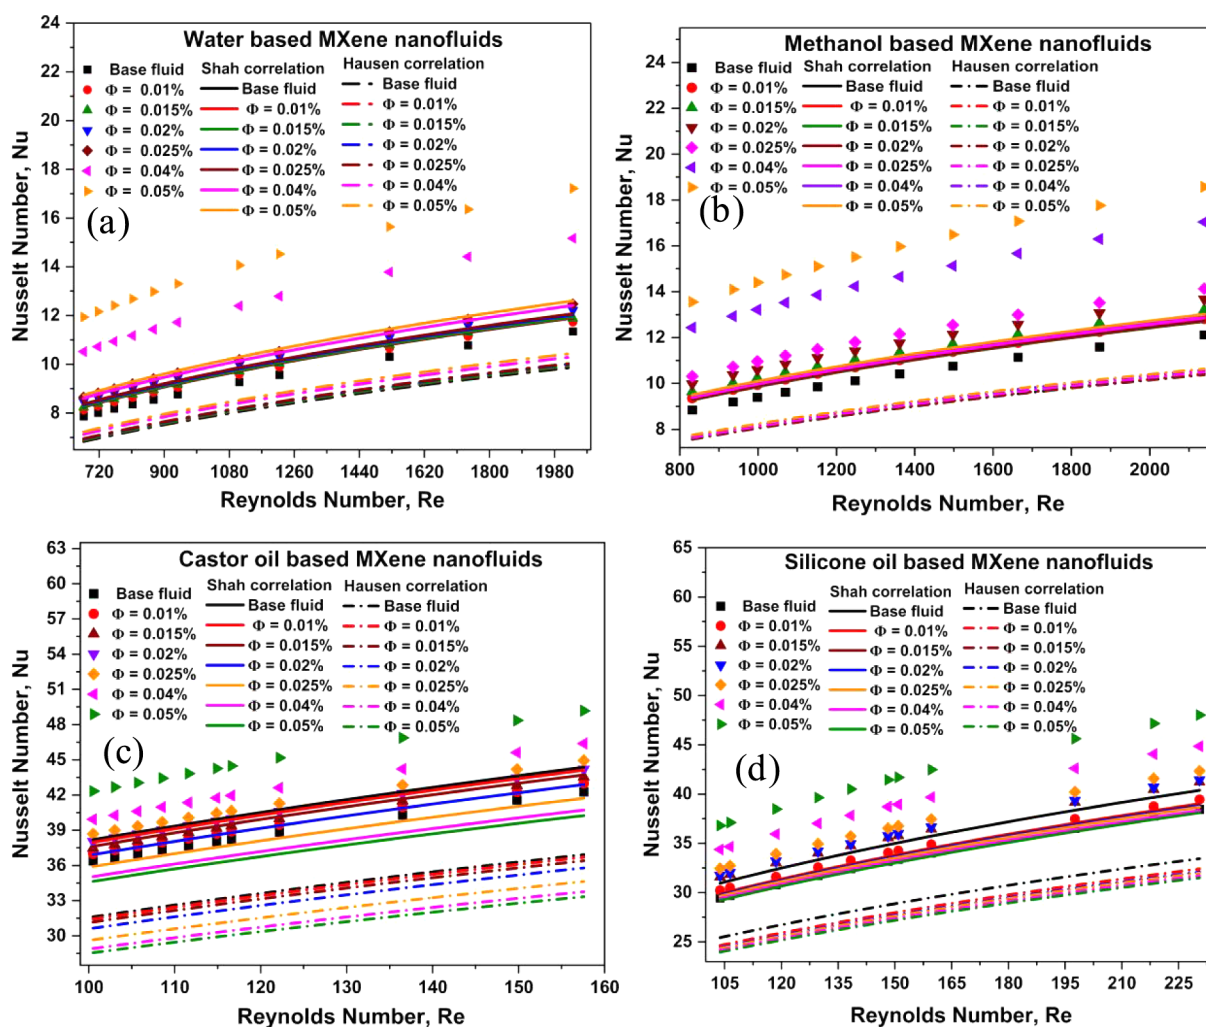 Water based MXene nanofluids
Base fluid
Φ = 0.01%
Φ = 0.015%
Φ = 0.02%
Φ = 0.025%
Φ = 0.04%
Φ = 0.05%
Shah correlation
Base fluid
Φ = 0.01%
Φ = 0.015%
Φ = 0.02%
Φ = 0.025%
Φ = 0.04%
Φ = 0.05%
Hausen correlation
Base fluid
Φ = 0.01%
Φ = 0.015%
Φ = 0.02%
Φ = 0.025%
Φ = 0.04%
Φ = 0.05%
(a)
Nusselt Number, Nu
24
22
20
18
16
14
12
10
8
720 900 1080 1260 1440 1620 1800 1980
Reynolds Number, Re
Methanol based MXene nanofluids
Base fluid
Φ = 0.01%
Φ = 0.015%
Φ = 0.02%
Φ = 0.025%
Φ = 0.04%
Φ = 0.05%
Shah correlation
Base fluid
Φ = 0.01%
Φ = 0.015%
Φ = 0.02%
Φ = 0.025%
Φ = 0.04%
Φ = 0.05%
Hausen correlation
Base fluid
Φ = 0.01%
Φ = 0.015%
Φ = 0.02%
Φ = 0.025%
Φ = 0.04%
Φ = 0.05%
(b)
Nusselt Number, Nu
24
22
20
18
16
14
12
10
8
800 1000 1200 1400 1600 1800 2000
Reynolds Number, Re
Castor oil based MXene nanofluids
Base fluid
Φ = 0.01%
Φ = 0.015%
Φ = 0.02%
Φ = 0.025%
Φ = 0.04%
Φ = 0.05%
Shah correlation
Base fluid
Φ = 0.01%
Φ = 0.015%
Φ = 0.02%
Φ = 0.025%
Φ = 0.04%
Φ = 0.05%
Hausen correlation
Base fluid
Φ = 0.01%
Φ = 0.015%
Φ = 0.02%
Φ = 0.025%
Φ = 0.04%
Φ = 0.05%
(c)
Nusselt Number, Nu
63
60
57
54
51
48
45
42
39
36
33
30
100 110 120 130 140 150 160
Reynolds Number, Re
Silicone oil based MXene nanofluids
Base fluid
Φ = 0.01%
Φ = 0.015%
Φ = 0.02%
Φ = 0.025%
Φ = 0.04%
Φ = 0.05%
Shah correlation
Base fluid
Φ = 0.01%
Φ = 0.015%
Φ = 0.02%
Φ = 0.025%
Φ = 0.04%
Φ = 0.05%
Hausen correlation
Base fluid
Φ = 0.01%
Φ = 0.015%
Φ = 0.02%
Φ = 0.025%
Φ = 0.04%
Φ = 0.05%
(d)
Nusselt Number, Nu
65
60
55
50
45
40
35
30
25
105 120 135 150 165 180 195 210 225
Reynolds Number, Re